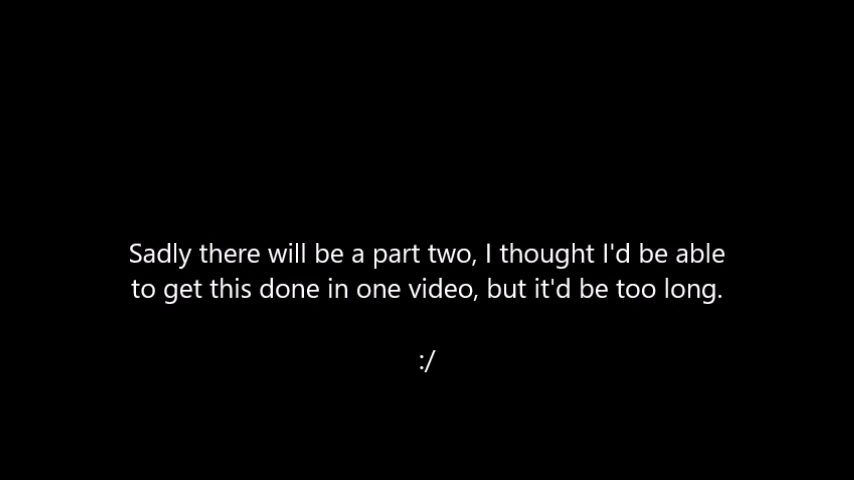 Sadly there will be a part two, I thought I'd be able
to get this done in one video, but it'd be too long.
:/